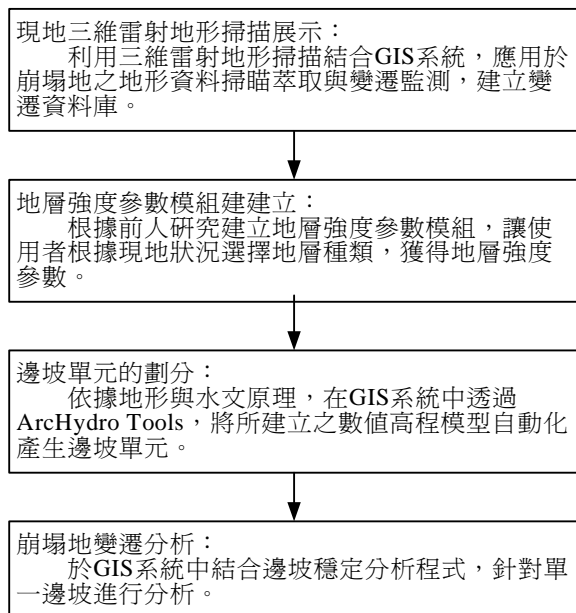 現地三維雷射地形掃描展示：
利用三維雷射地形掃描結合GIS系統，應用於
崩塌地之地形資料掃瞄萃取與變遷監測，建立變
遷資料庫。
地層強度參數模組建建立：
根據前人研究建立地層強度參數模組，讓使
用者根據現地狀況選擇地層種類，獲得地層強度
參數。
邊坡單元的劃分：
依據地形與水文原理，在GIS系統中透過
ArcHydro Tools，將所建立之數值高程模型自動化
產生邊坡單元。
崩塌地變遷分析：
於GIS系統中結合邊坡穩定分析程式，針對單
一邊坡進行分析。